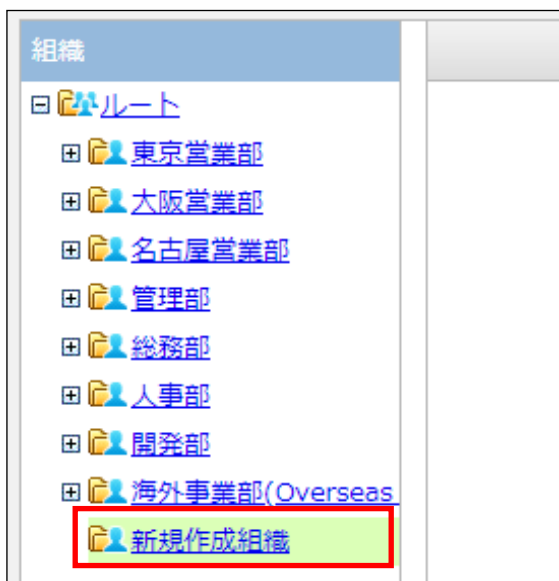 組織
ルート
東京営業部
大阪営業部
名古屋営業部
管理部
総務部
人事部
開発部
海外事業部(Overseas
新規作成組織